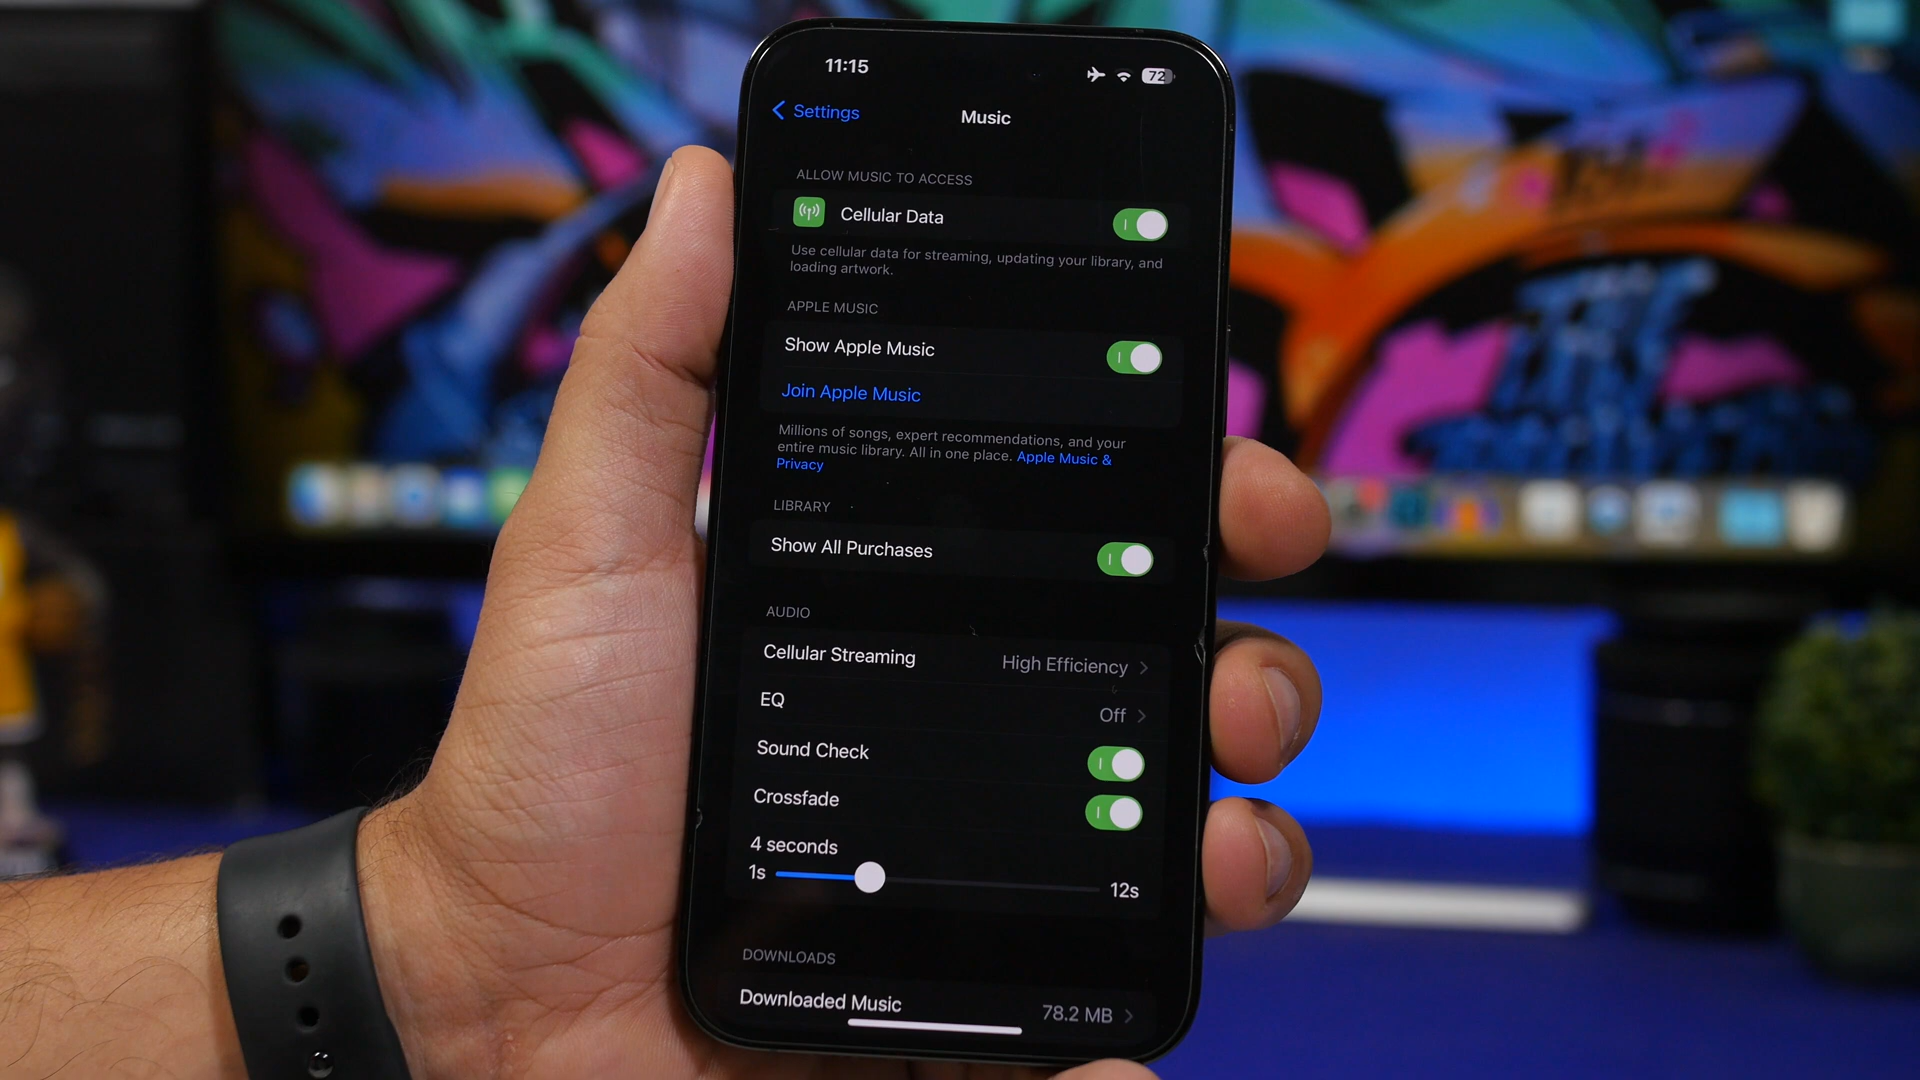 11:15
72
Settings
Music
ALLOW MUSIC TO ACCESS
Cellular Data
Use cellular data for streaming, updating your library, and
loading artwork.
APPLE MUSIC
Show Apple Music
Join Apple Music
Millions of songs, expert recommendations, and your
entire music library. All in one place. Apple Music &
Privacy
LIBRARY
Show All Purchases
AUDIO
Cellular Streaming High Efficiency
EQ Off
Sound Check
Crossfade
4 seconds
1s 12s
DOWNLOADS
Downloaded Music 78.2 MB